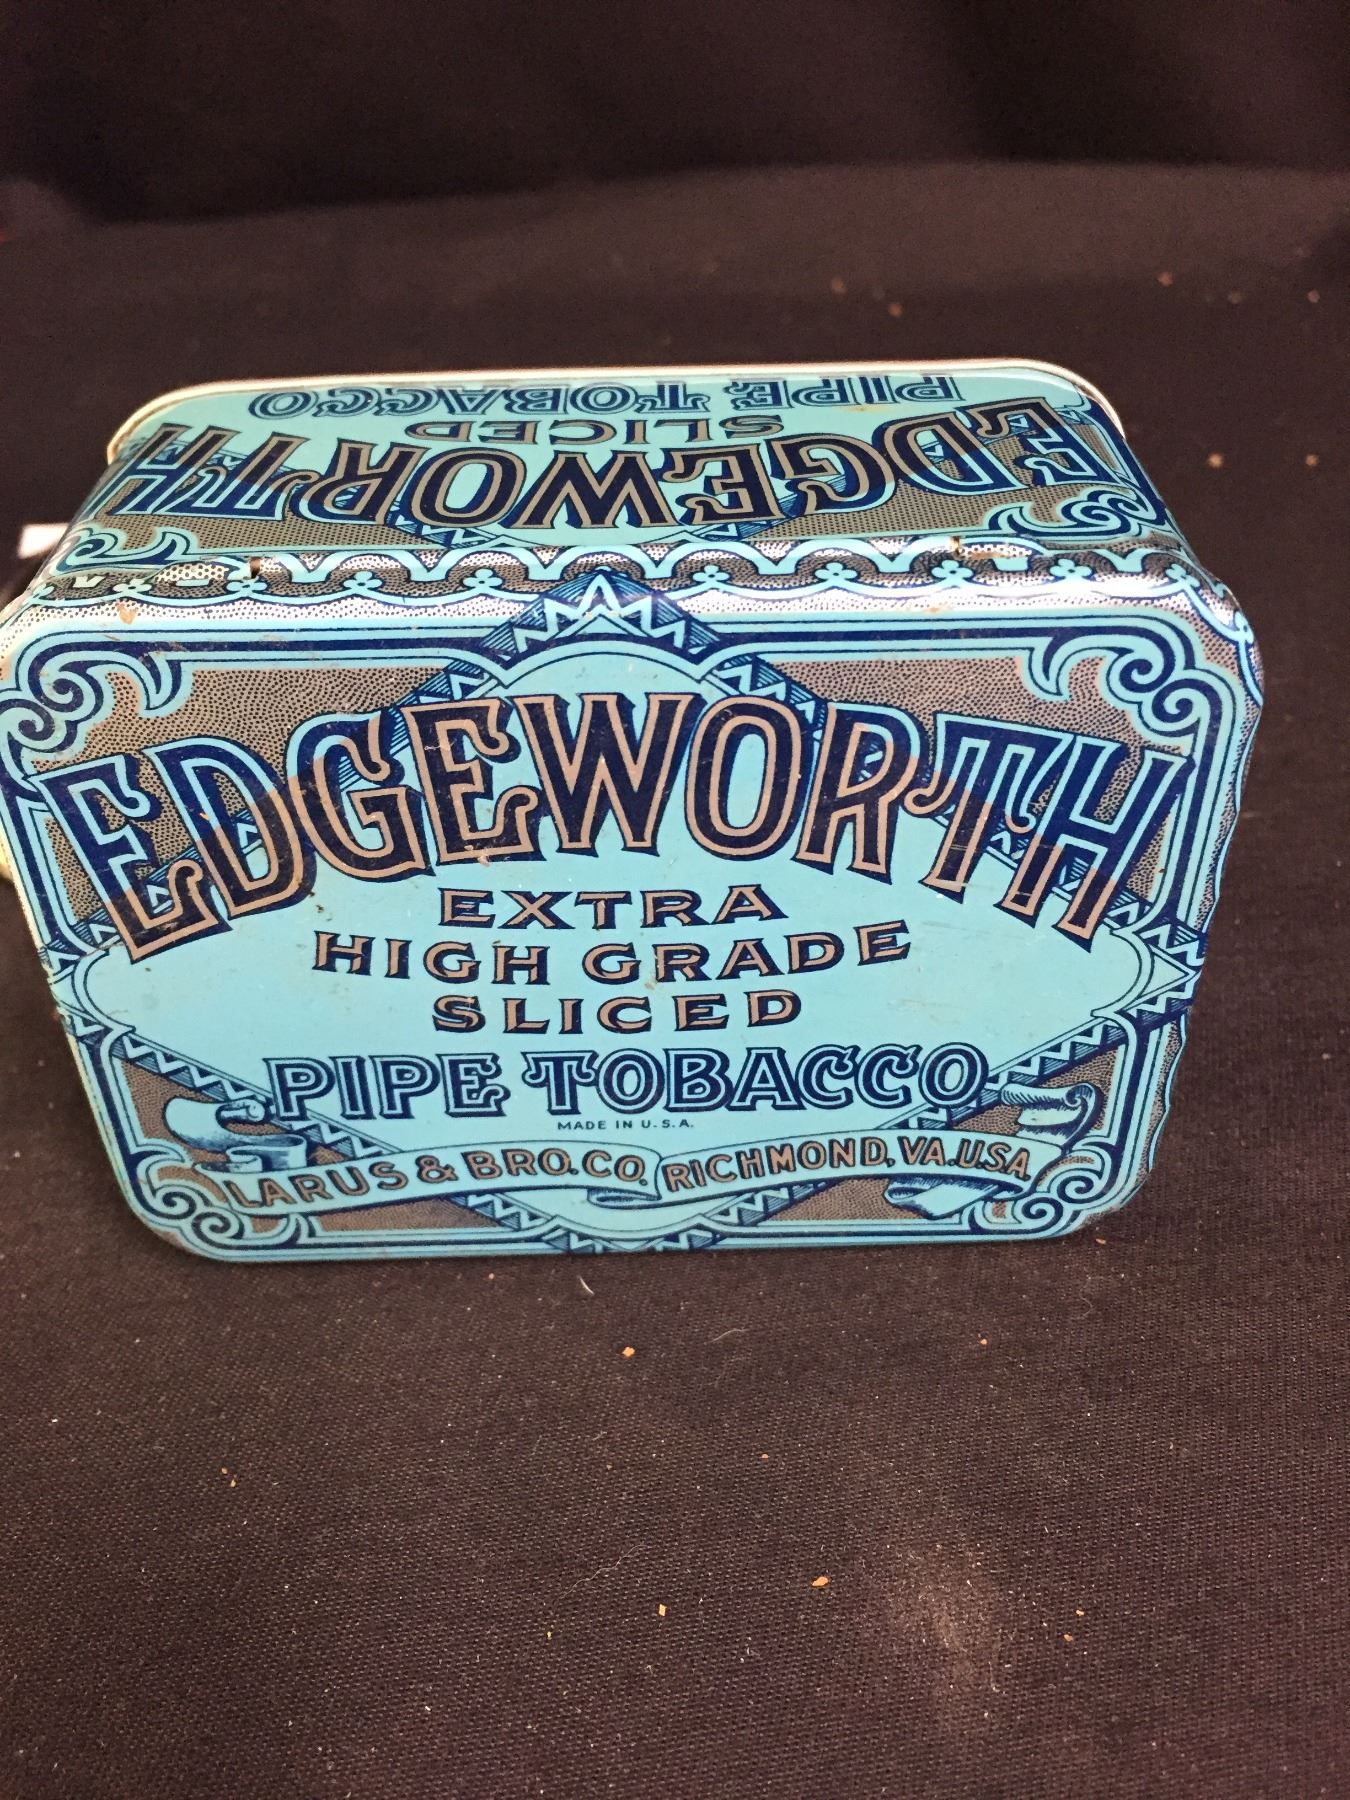 PIPE TOBACCO
SLICED
EDGEWORTH
EDGEWORTH
EXTRA
HIGH GRADE
SLICED
PIPE TOBACCO
MADE IN U.S.A.
LARUS & BRO. CO. RICHMOND, VA. U.S.A.